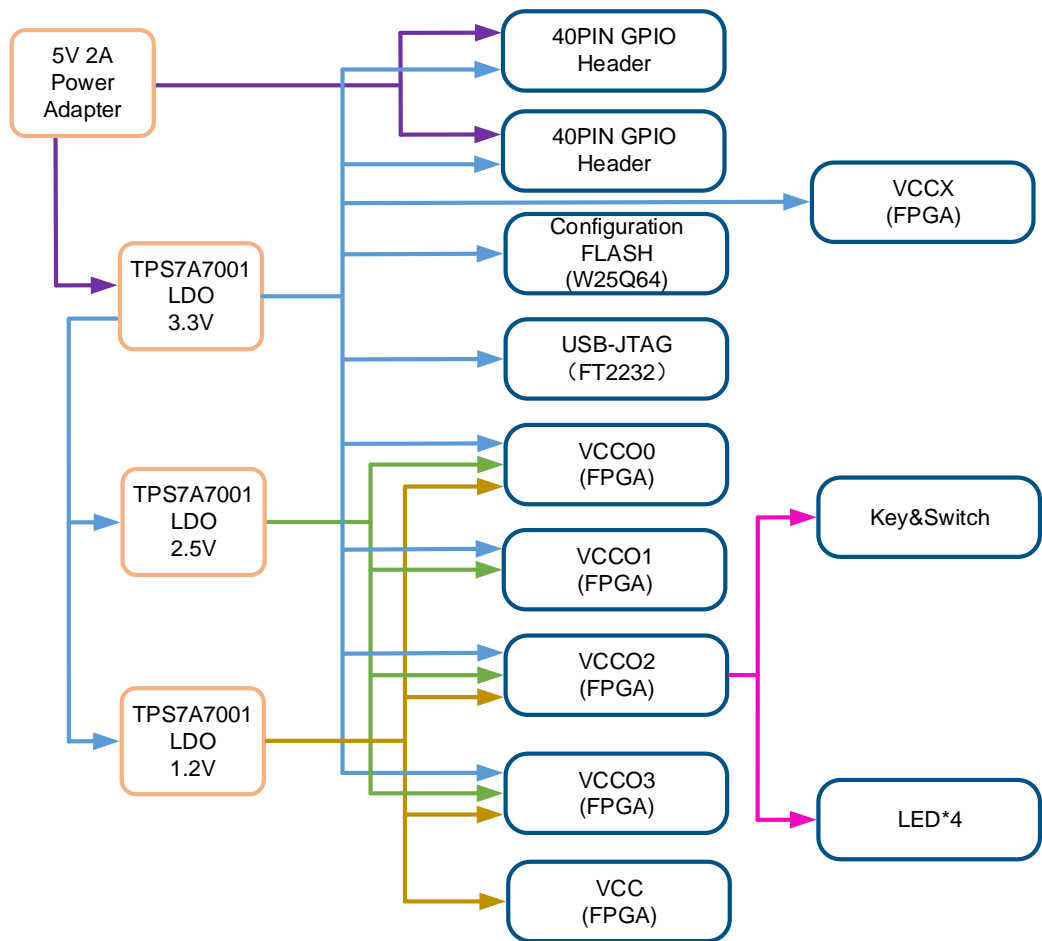 5V 2A
Power
Adapter
40PIN GPIO
Header
40PIN GPIO
Header
VCCX
(FPGA)
Configuration
FLASH
(W25Q64)
TPS7A7001
LDO
3.3V
USB-JTAG
（FT2232）
VCCO0
(FPGA)
TPS7A7001
LDO
2.5V
Key&Switch
VCCO1
(FPGA)
VCCO2
(FPGA)
TPS7A7001
LDO
1.2V
VCCO3
(FPGA)
LED*4
VCC
(FPGA)